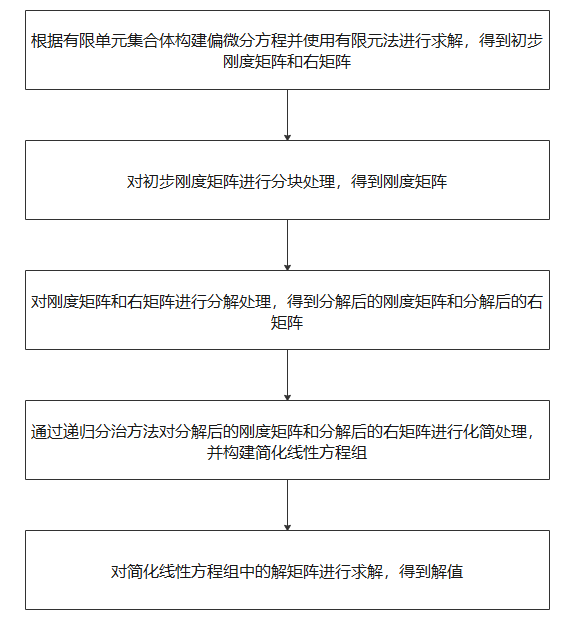 根据有限单元集合体构建偏微分方程并使用有限元法进行求解，得到初步
刚度矩阵和右矩阵
对初步刚度矩阵进行分块处理，得到刚度矩阵
对刚度矩阵和右矩阵进行分解处理，得到分解后的刚度矩阵和分解后的右
矩阵
通过递归分治方法对分解后的刚度矩阵和分解后的右矩阵进行化简处理，
并构建简化线性方程组
对简化线性方程组中的解矩阵进行求解，得到解值